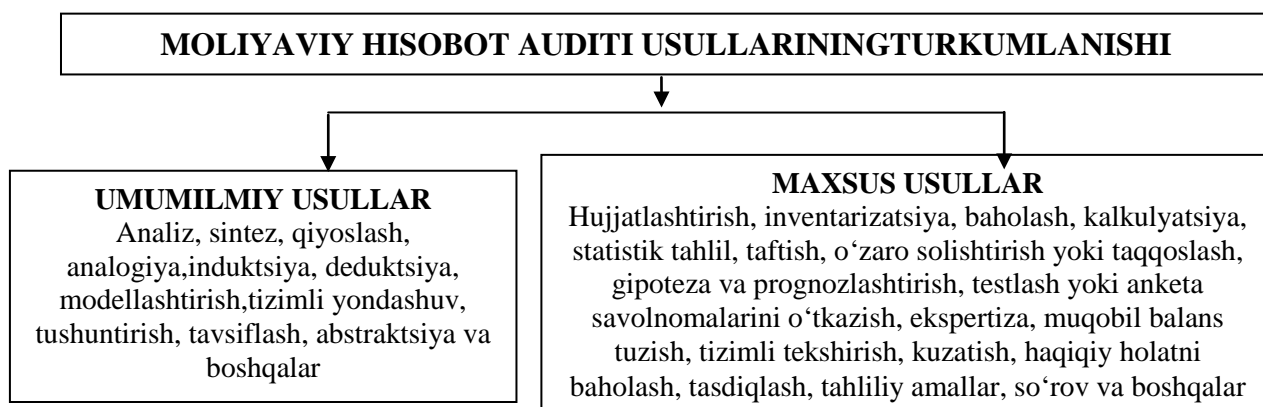 MOLIYAVIY HISOBOT AUDITI USULLARININGTURKUMLANISHI
UMUMILMIY USULLAR
Analiz, sintez, qiyoslash,
analogiya,induktsiya, deduktsiya,
modellashtirish,tizimli yondashuv,
tushuntirish, tavsiflash, abstraktsiya va
boshqalar
MAXSUS USULLAR
Hujjatlashtirish, inventarizatsiya, baholash, kalkulyatsiya,
statistik tahlil, taftish, o‘zaro solishtirish yoki taqqoslash,
gipoteza va prognozlashtirish, testlash yoki anketa
savolnomalarini o‘tkazish, ekspertiza, muqobil balans
tuzish, tizimli tekshirish, kuzatish, haqiqiy holatni
baholash, tasdiqlash, tahliliy amallar, so‘rov va boshqalar